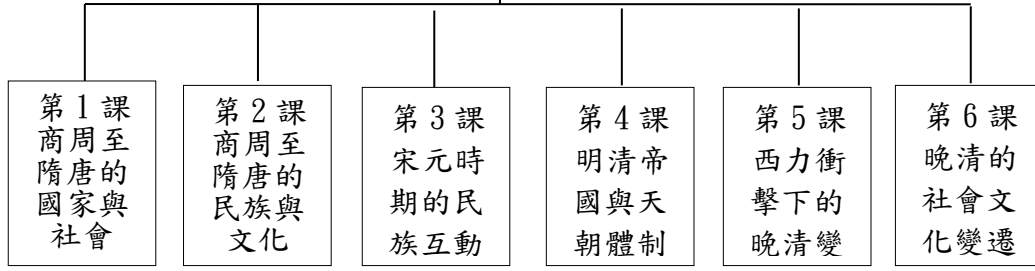 第1課
商周至
隋唐的
國家與
社會
第2課
商周至
隋唐的
民族與
文化
第3課
宋元時
期的民
族互動
第4課
明清帝
國與天
朝體制
第5課
西力衝
擊下的
晚清變
第6課
晚清的
社會文
化變遷